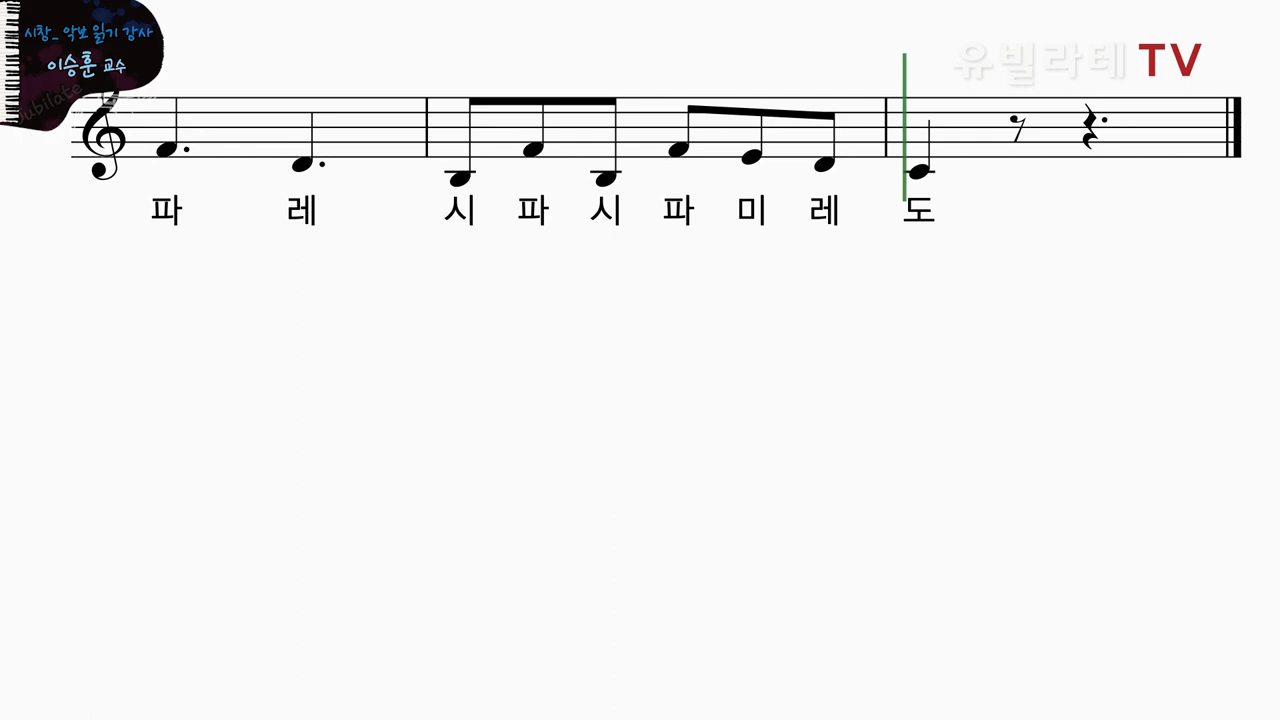 시창_악보 읽기 강사
이승훈 교수
Jubilate
유빌라테 TV
파 레 시 파 시 파 미 레 도